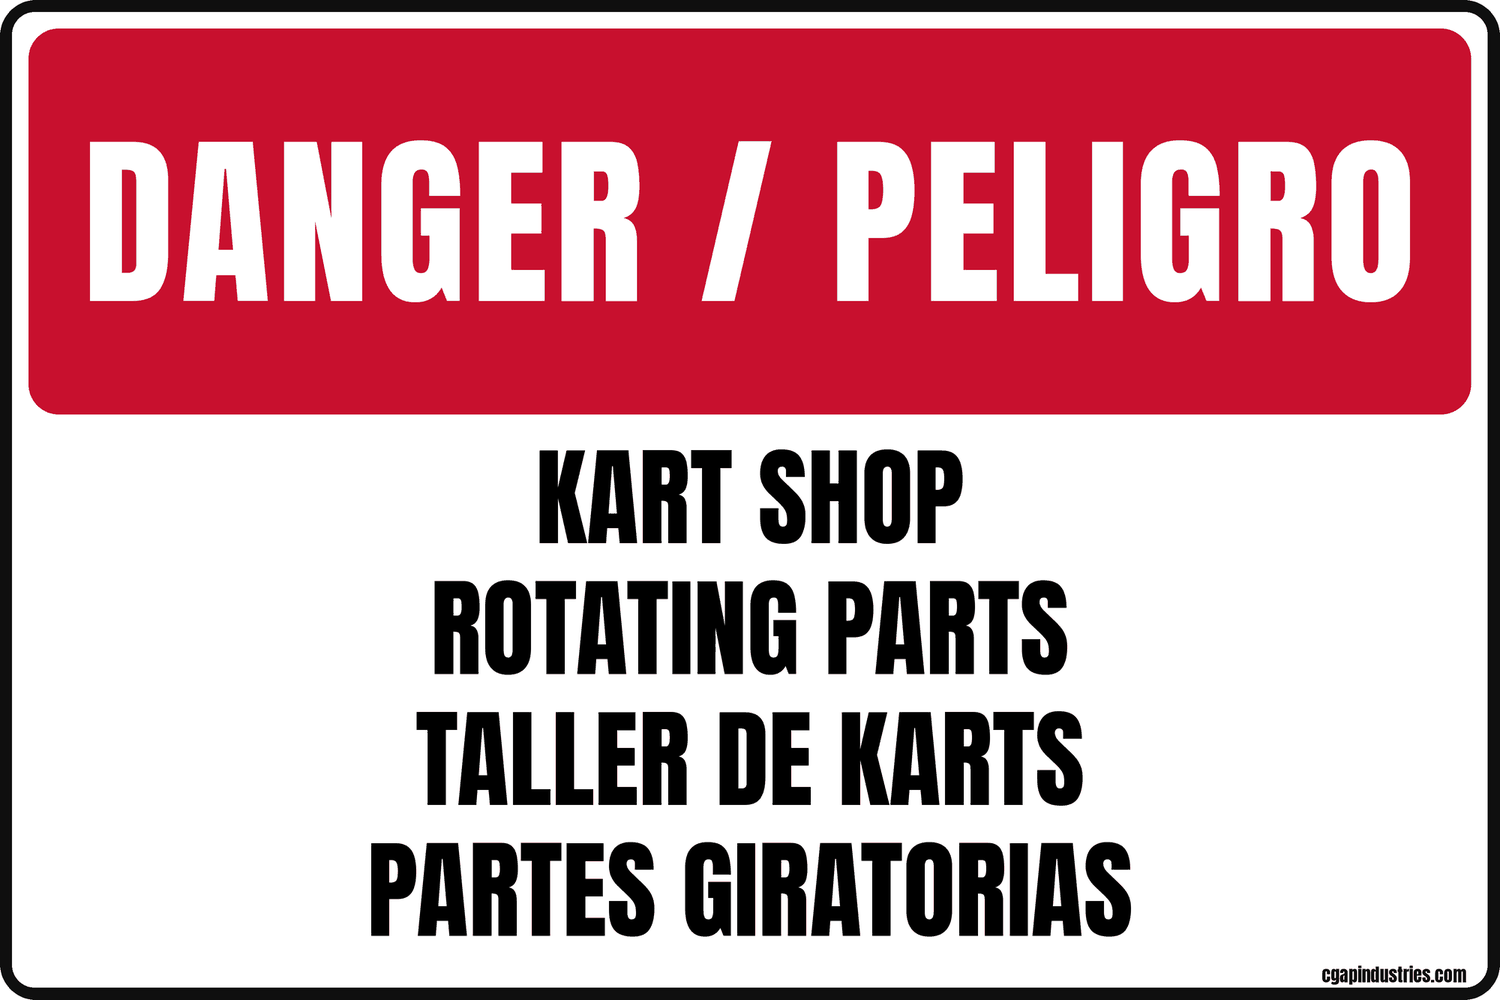 DANGER / PELIGRO
KART SHOP
ROTATING PARTS
TALLER DE KARTS
PARTES GIRATORIAS
cgapindustries.com